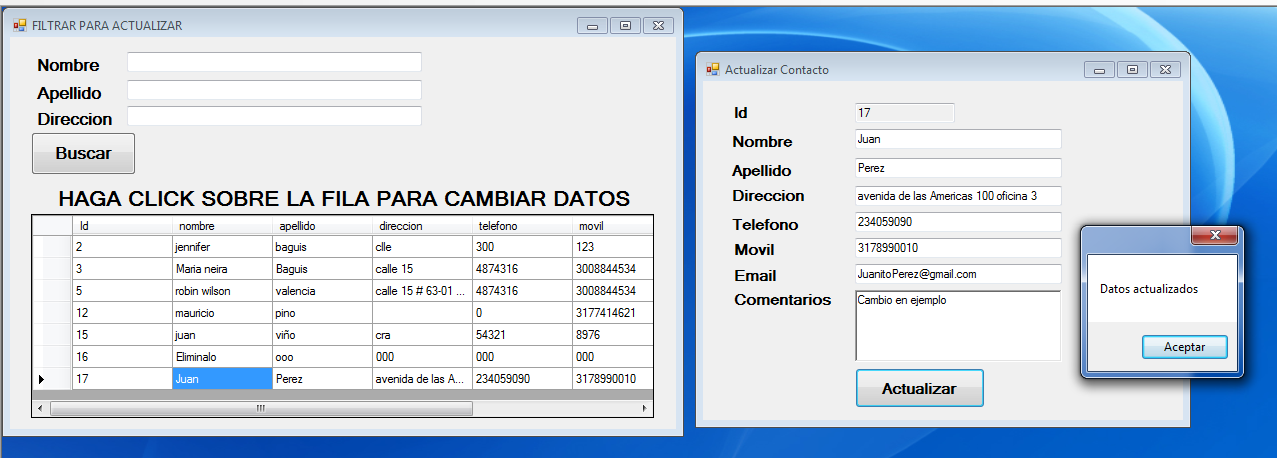 FILTRAR PARA ACTUALIZAR
Nombre
Apellido
Direccion
Buscar
HAGA CLICK SOBRE LA FILA PARA CAMBIAR DATOS
Id nombre apellido direccion telefono movil
2 jennifer baguis clle 300 123
3 Maria neira Baguis calle 15 4874316 3008844534
5 robin wilson valencia calle 15 # 63-01 ... 4874316 3008844534
12 mauricio pino 0 3177414621
15 juan viño cra 54321 8976
16 Eliminalo ooo 000 000 000
17 Juan Perez avenida de las A... 234059090 3178990010
Actualizar Contacto
Id 17
Nombre Juan
Apellido Perez
Direccion avenida de las Americas 100 oficina 3
Telefono 234059090
Movil 3178990010
Email JuanitoPerez@gmail.com
Comentarios Cambio en ejemplo
Actualizar
Datos actualizados
Aceptar